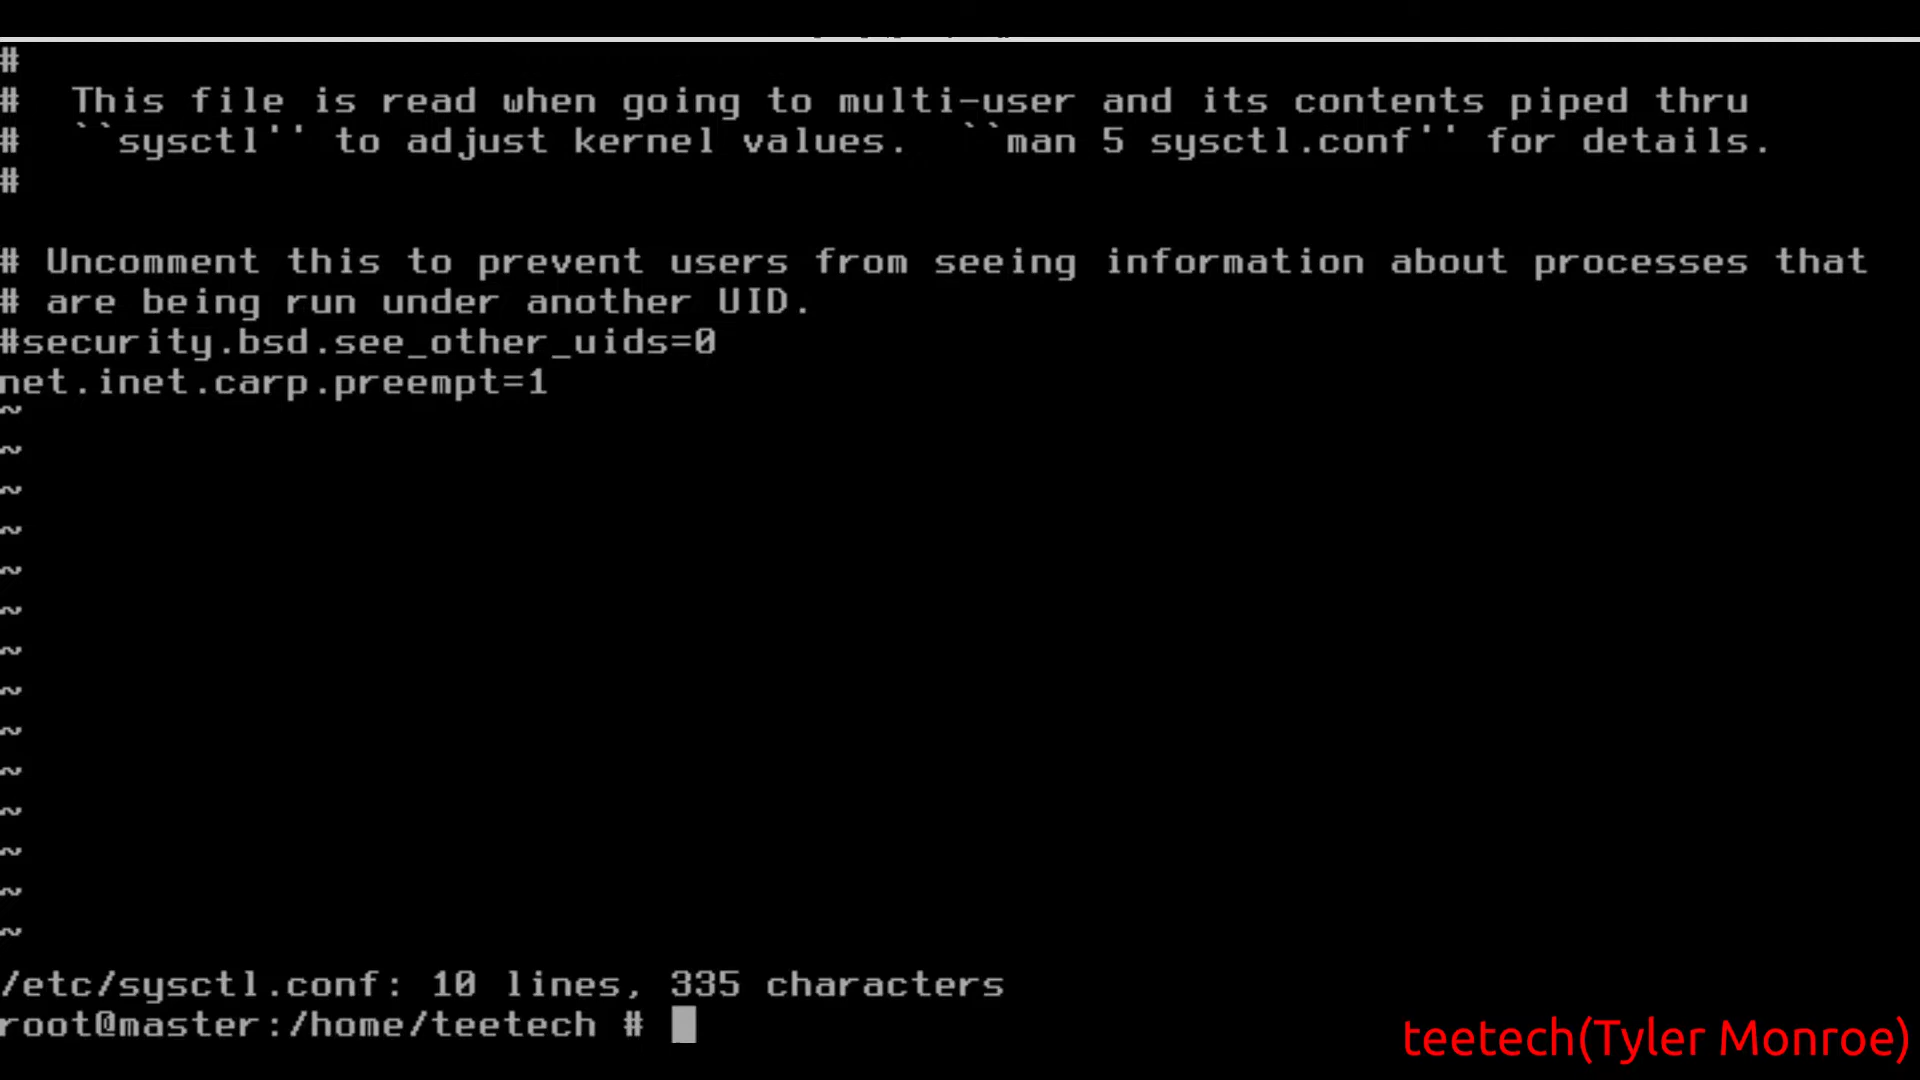 #
#  This file is read when going to multi-user and its contents piped thru
#  ``sysctl'' to adjust kernel values.  ``man 5 sysctl.conf'' for details.
#
# Uncomment this to prevent users from seeing information about processes that
# are being run under another UID.
#security.bsd.see_other_uids=0
net.inet.carp.preempt=1
~
~
~
~
~
~
~
~
~
~
~
~
~
~
/etc/sysctl.conf: 10 lines, 335 characters
root@master:/home/teetech #
teetech(Tyler Monroe)